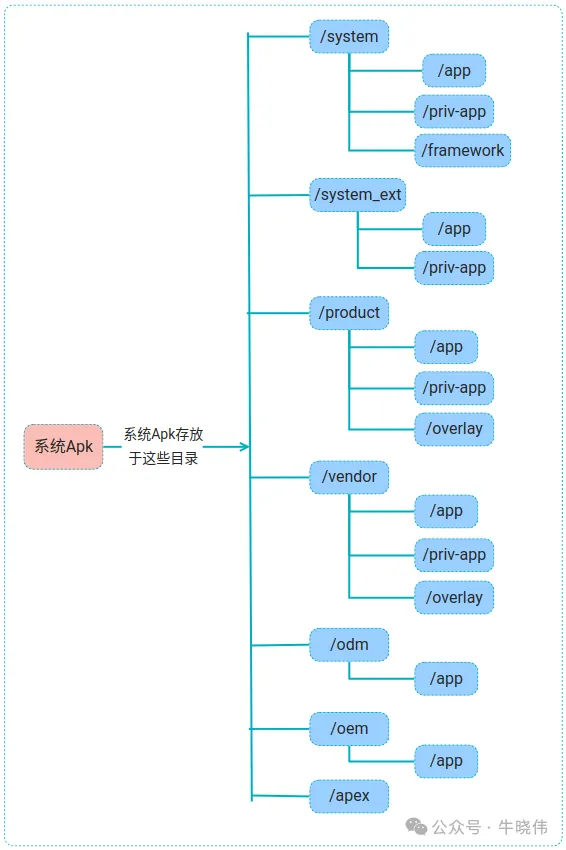 /system
/app
/priv-app
/framework
/system_ext
/app
/priv-app
/product
/app
/priv-app
/overlay
系统Apk
系统Apk存放
于这些目录
/vendor
/app
/priv-app
/overlay
/odm
/app
/oem
/app
/apex
公众号·牛晓伟